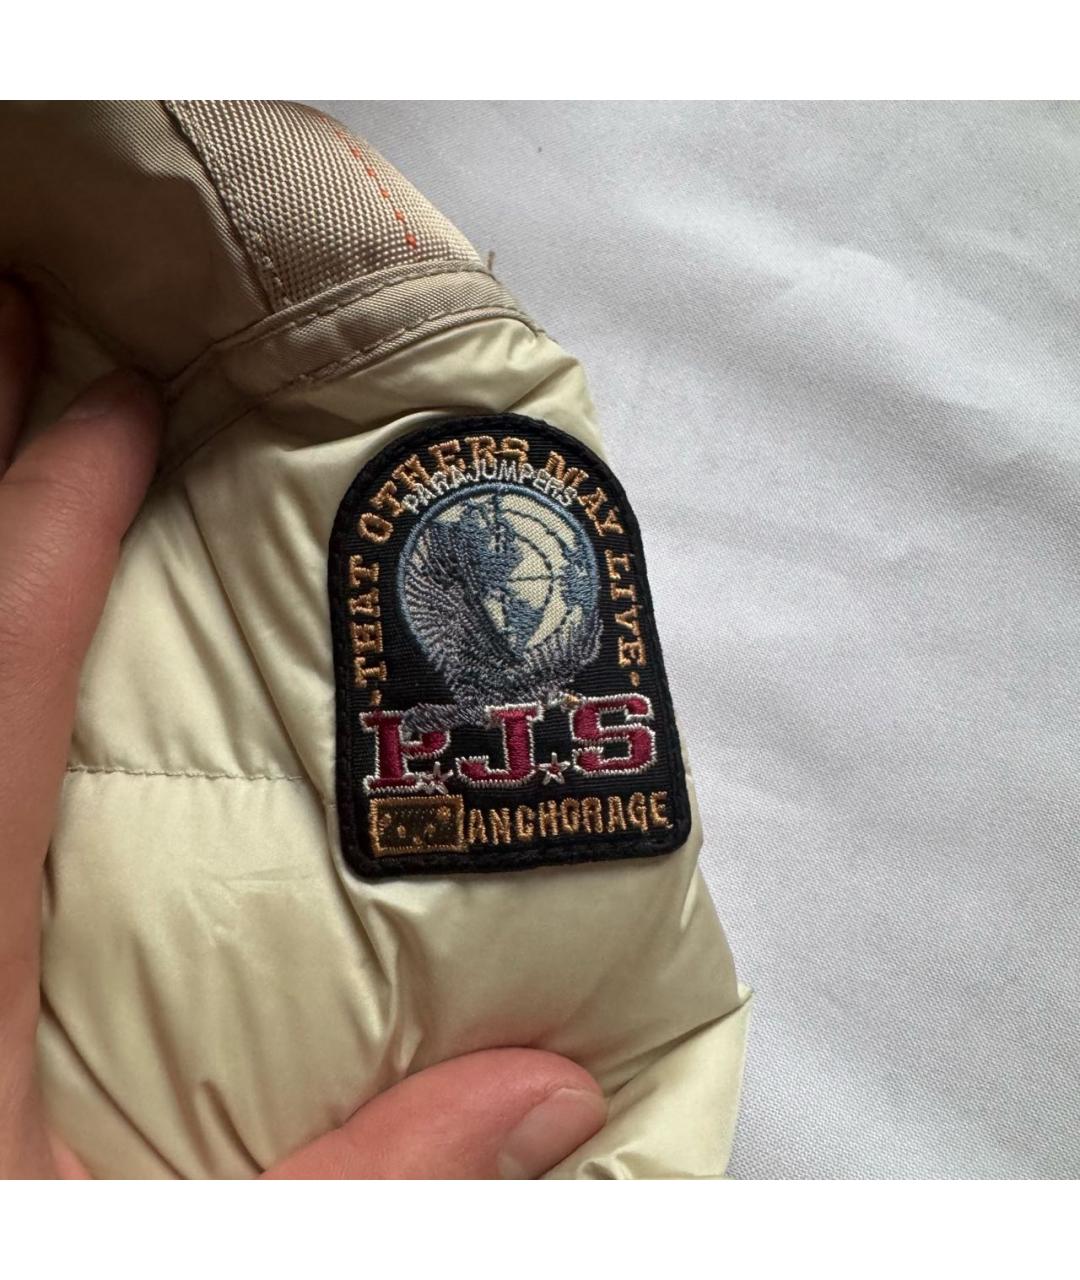 -THAT OTHERS MAY LIVE-
PARAJUMPERS
P.J.S
ANCHORAGE